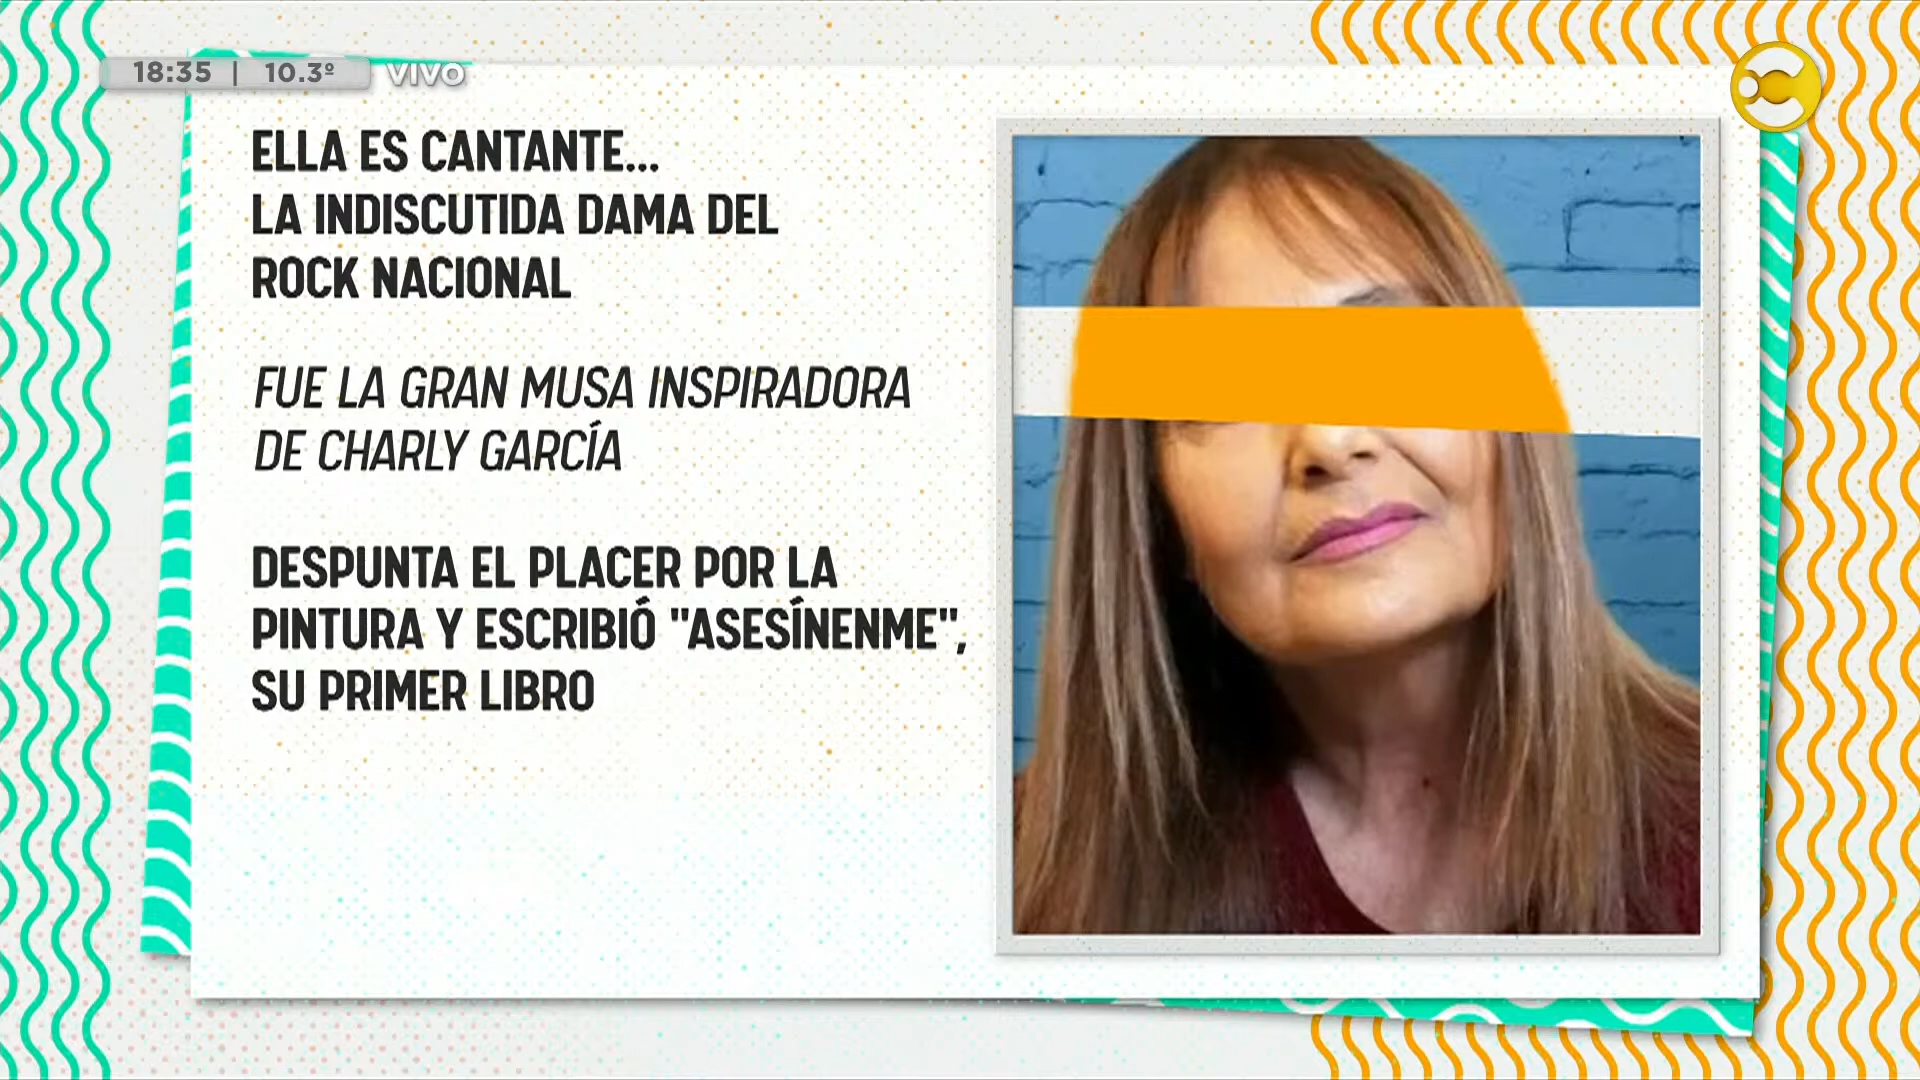 18:35 | 10.3º VIVO
ELLA ES CANTANTE...
LA INDISCUTIDA DAMA DEL
ROCK NACIONAL
FUE LA GRAN MUSA INSPIRADORA
DE CHARLY GARCÍA
DESPUNTA EL PLACER POR LA
PINTURA Y ESCRIBIÓ "ASESÍNENME",
SU PRIMER LIBRO